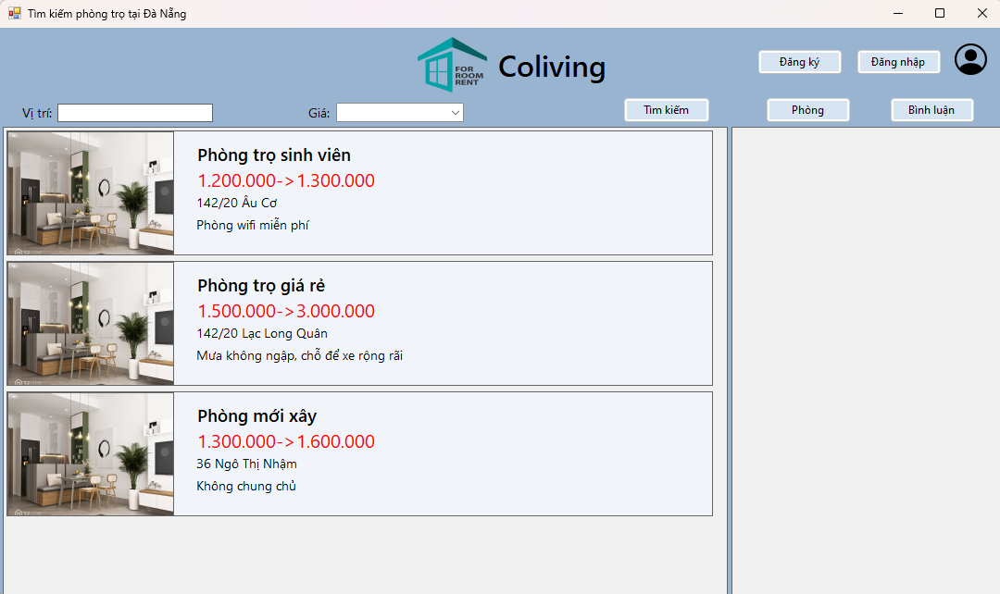 Tìm kiếm phòng trọ tại Đà Nẵng
FOR
ROOM
RENT
Coliving
Đăng ký
Đăng nhập
Vị trí:
Giá:
Tìm kiếm
Phòng
Bình luận
Phòng trọ sinh viên
1.200.000->1.300.000
142/20 Âu Cơ
Phòng wifi miễn phí
Phòng trọ giá rẻ
1.500.000->3.000.000
142/20 Lạc Long Quân
Mưa không ngập, chỗ để xe rộng rãi
Phòng mới xây
1.300.000->1.600.000
36 Ngô Thị Nhậm
Không chung chủ